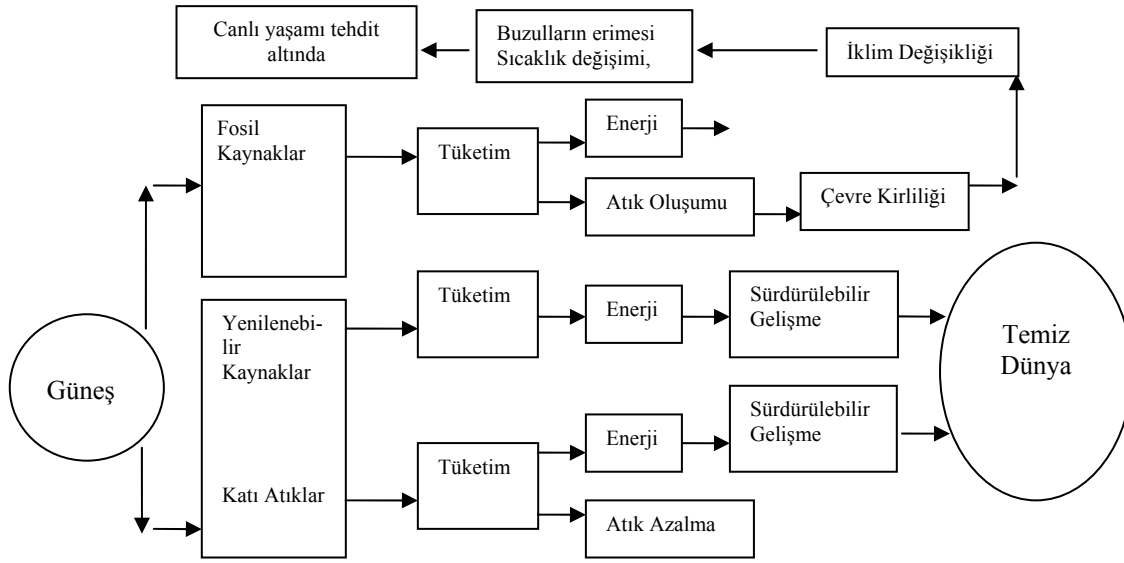 Canlı yaşamı tehdit
altında
Buzulların erimesi
Sıcaklık değişimi,
İklim Değişikliği
Fosil
Kaynaklar
Tüketim
Enerji
Atık Oluşumu
Çevre Kirliliği
Güneş
Yenilenebi-
lir
Kaynaklar
Katı Atıklar
Tüketim
Enerji
Sürdürülebilir
Gelişme
Tüketim
Enerji
Sürdürülebilir
Gelişme
Atık Azalma
Temiz
Dünya